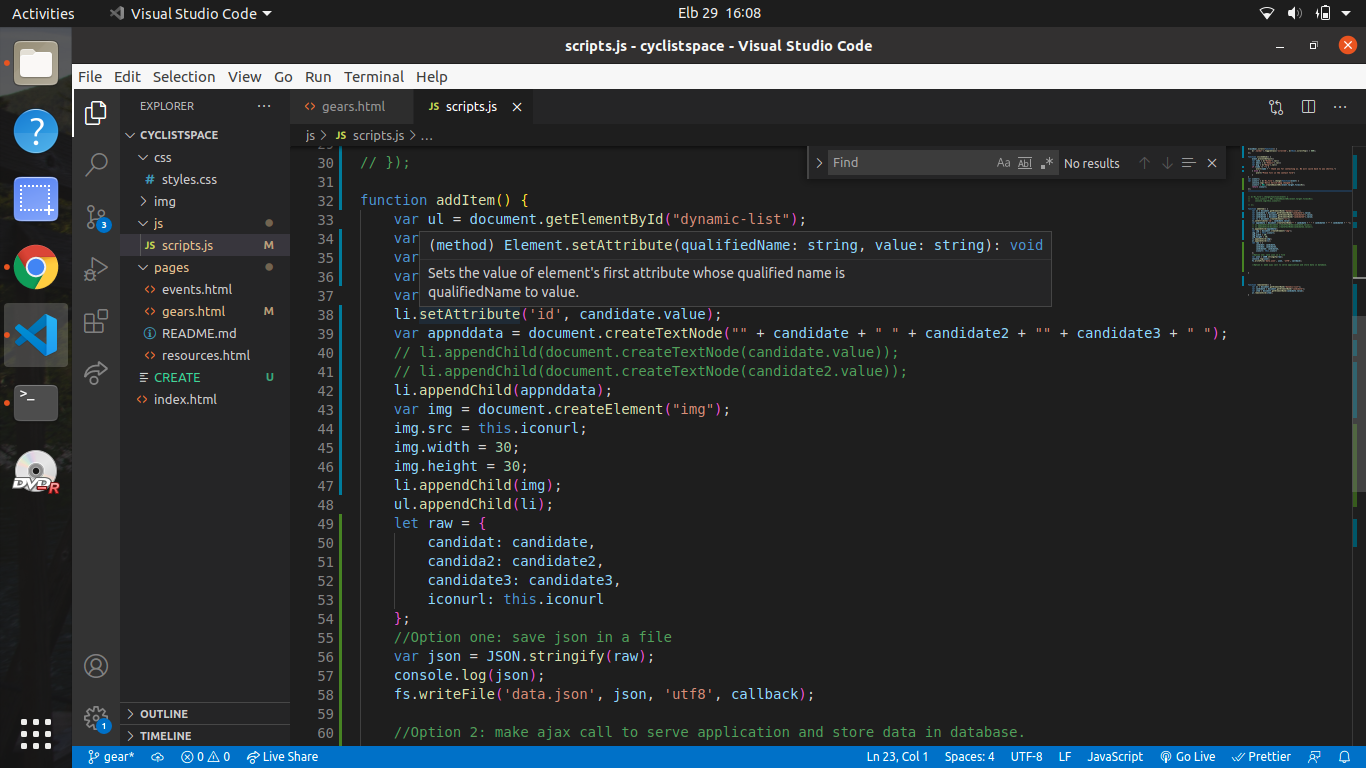 Activities
Visual Studio Code
Elb 29 16:08
scripts.js - cyclistspace - Visual Studio Code
File Edit Selection View Go Run Terminal Help
EXPLORER
CYCLISTSPACE
css
# styles.css
img
js
JS scripts.js M
pages
<> events.html
<> gears.html M
README.md
<> resources.html
CREATE U
<> index.html
OUTLINE
TIMELINE
3
1
DVD-R
<> gears.html
JS scripts.js
js > JS scripts.js > ...
Find
Aa
Abl
No results
30 // });
31
32 function addItem() {
33 var ul = document.getElementById("dynamic-list");
34 var
35 var
36 var
37 var
(method) Element.setAttribute(qualifiedName: string, value: string): void
Sets the value of element's first attribute whose qualified name is
qualifiedName to value.
38 li.setAttribute('id', candidate.value);
39 var appnddata = document.createTextNode("" + candidate + " " + candidate2 + "" + candidate3 + " ");
40 // li.appendChild(document.createTextNode(candidate.value));
41 // li.appendChild(document.createTextNode(candidate2.value));
42 li.appendChild(appnddata);
43 var img = document.createElement("img");
44 img.src = this.iconurl;
45 img.width = 30;
46 img.height = 30;
47 li.appendChild(img);
48 ul.appendChild(li);
49 let raw = {
50 candidat: candidate,
51 candida2: candidate2,
52 candidate3: candidate3,
53 iconurl: this.iconurl
54 };
55 //Option one: save json in a file
56 var json = JSON.stringify(raw);
57 console.log(json);
58 fs.writeFile('data.json', json, 'utf8', callback);
59
60 //Option 2: make ajax call to serve application and store data in database.
gear*
0 0
Live Share
Ln 23, Col 1
Spaces: 4
UTF-8
LF
JavaScript
Go Live
Prettier